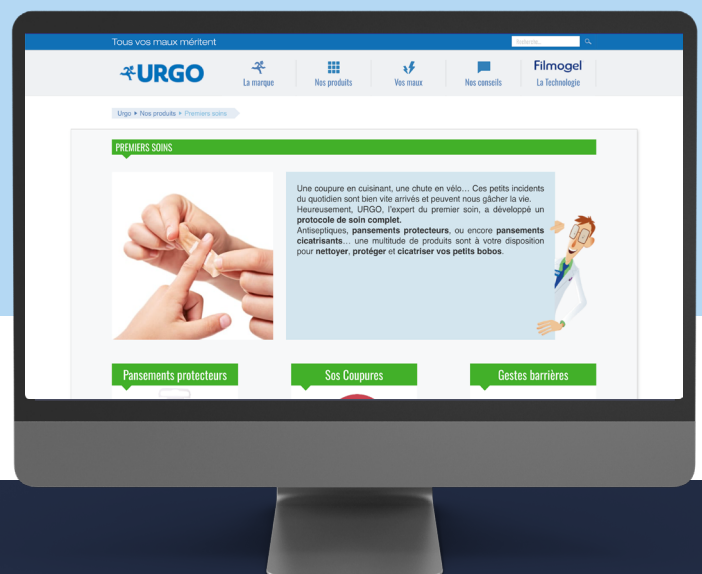 Tous vos maux méritent
URGO
La marque
Nos produits
Vos maux
Nos conseils
Filmogel
La Technologie
Urgo ▸ Nos produits ▸ Premiers soins
PREMIERS SOINS
Une coupure en cuisinant, une chute en vélo… Ces petits incidents
du quotidien sont bien vite arrivés et peuvent nous gâcher la vie.
Heureusement, URGO, l'expert du premier soin, a développé un
protocole de soin complet.
Antiseptiques, pansements protecteurs, ou encore pansements
cicatrisants… une multitude de produits sont à votre disposition
pour nettoyer, protéger et cicatriser vos petits bobos.
Pansements protecteurs
Sos Coupures
Gestes barrières